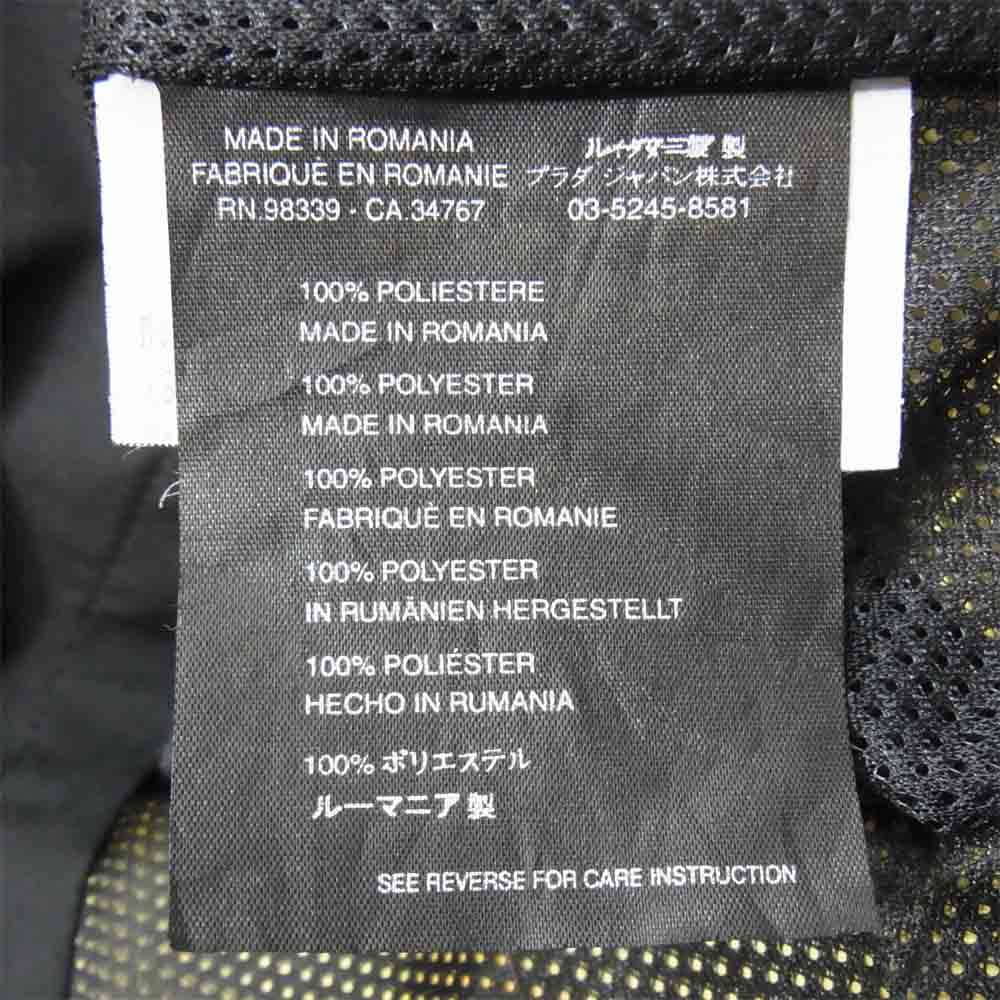 MADE IN ROMANIA
FABRIQUÈ EN ROMANIE
RN.98339 - CA.34767
製
プラダ ジャパン株式会社
03-5245-8581
100% POLIESTERE
MADE IN ROMANIA
100% POLYESTER
MADE IN ROMANIA
100% POLYESTER
FABRIQUÈ EN ROMANIE
100% POLYESTER
IN RUMÄNIEN HERGESTELLT
100% POLIÉSTER
HECHO IN RUMANIA
100% ポリエステル
ルーマニア製
SEE REVERSE FOR CARE INSTRUCTION